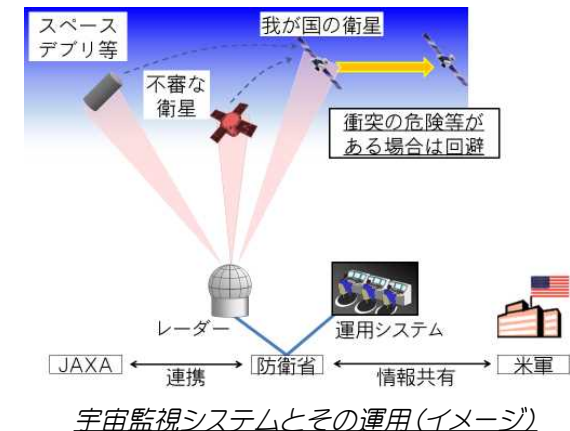 スペース
デブリ等
我が国の衛星
不審な
衛星
衝突の危険等が
ある場合は回避
レーダー
運用システム
JAXA
連携
防衛省
情報共有
米軍
宇宙監視システムとその運用(イメージ)